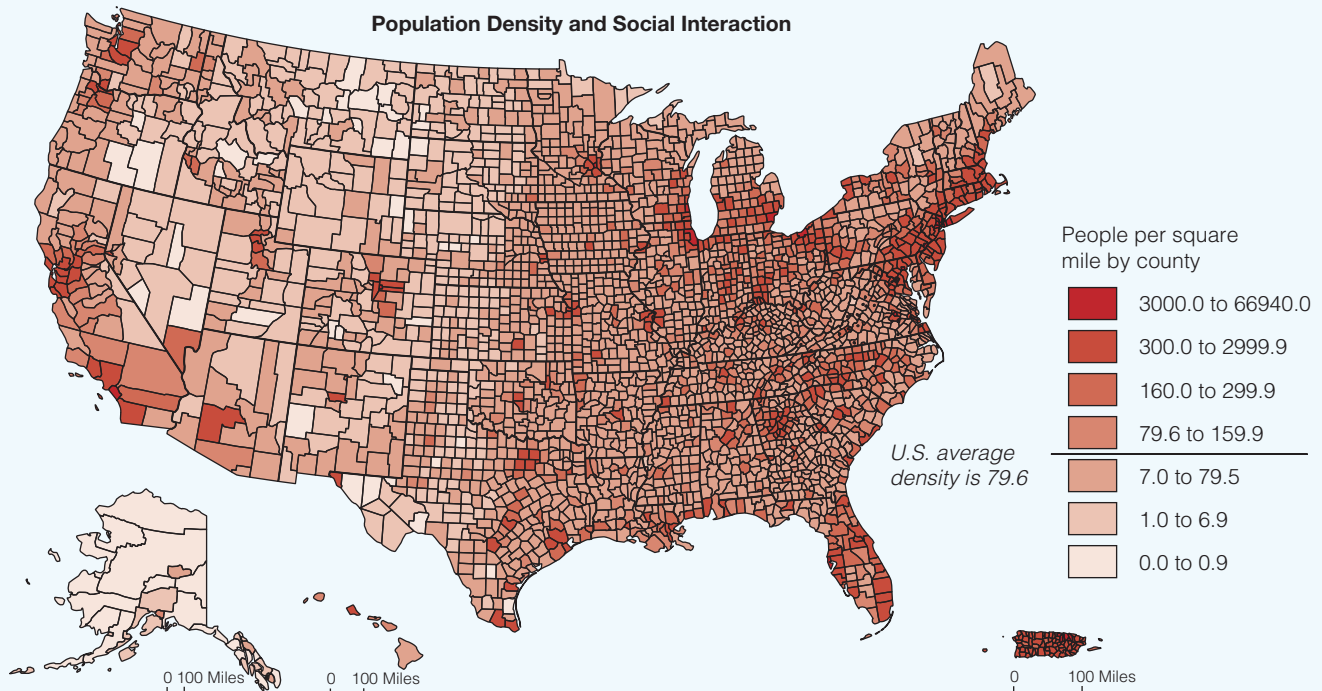 Population Density and Social Interaction
People per square
mile by county
3000.0 to 66940.0
300.0 to 2999.9
160.0 to 299.9
79.6 to 159.9
U.S. average
density is 79.6
7.0 to 79.5
1.0 to 6.9
0.0 to 0.9
0 100 Miles
0 100 Miles
0 100 Miles